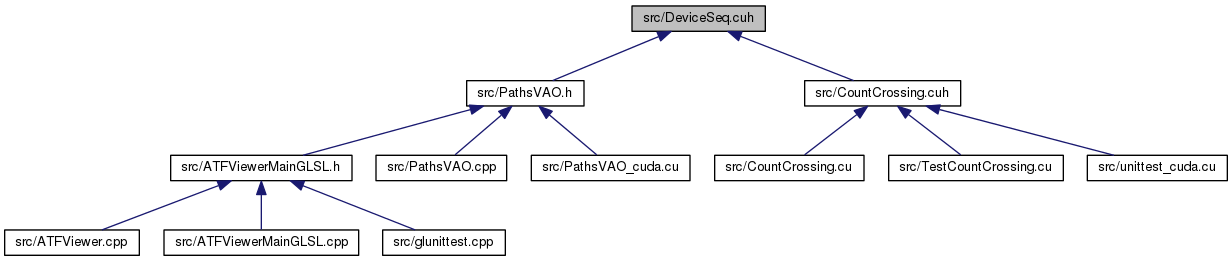 src/DeviceSeq.cuh
src/PathsVAO.h
src/CountCrossing.cuh
src/ATFViewerMainGLSL.h
src/PathsVAO.cpp
src/PathsVAO_cuda.cu
src/CountCrossing.cu
src/TestCountCrossing.cu
src/unittest_cuda.cu
src/ATFViewer.cpp
src/ATFViewerMainGLSL.cpp
src/glunittest.cpp